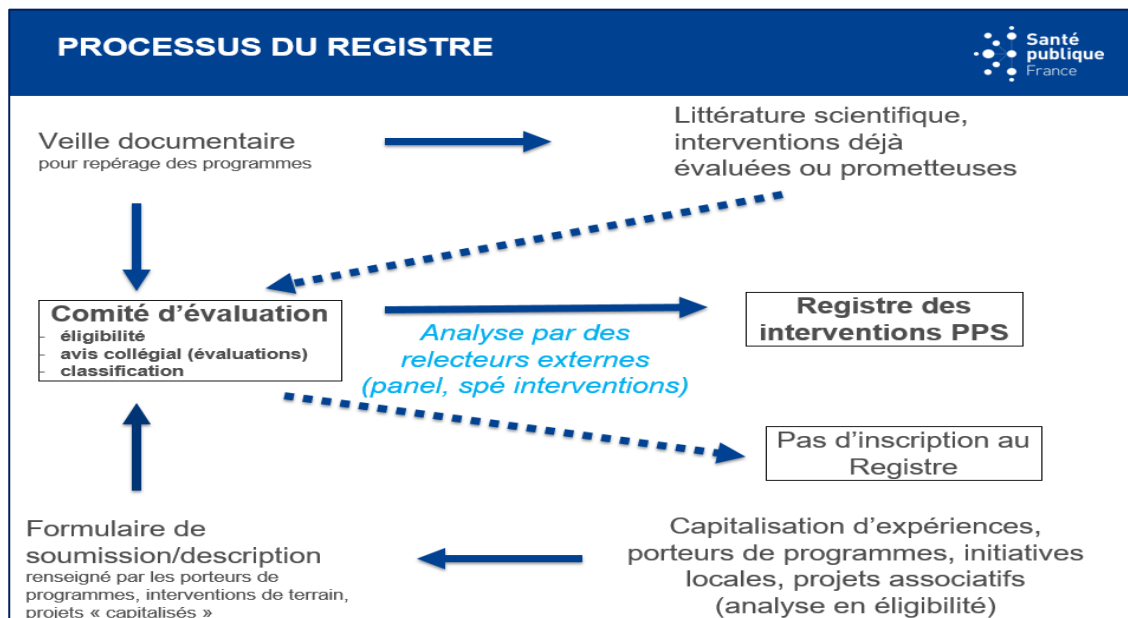 PROCESSUS DU REGISTRE
Santé
publique
France
Veille documentaire
pour repérage des programmes
Littérature scientifique,
interventions déjà
évaluées ou prometteuses
Comité d’évaluation
- éligibilité
- avis collégial (évaluations)
- classification
Analyse par des
relecteurs externes
(panel, spé interventions)
Registre des
interventions PPS
Pas d’inscription au
Registre
Formulaire de
soumission/description
renseigné par les porteurs de
programmes, interventions de terrain,
projets « capitalisés »
Capitalisation d’expériences,
porteurs de programmes, initiatives
locales, projets associatifs
(analyse en éligibilité)